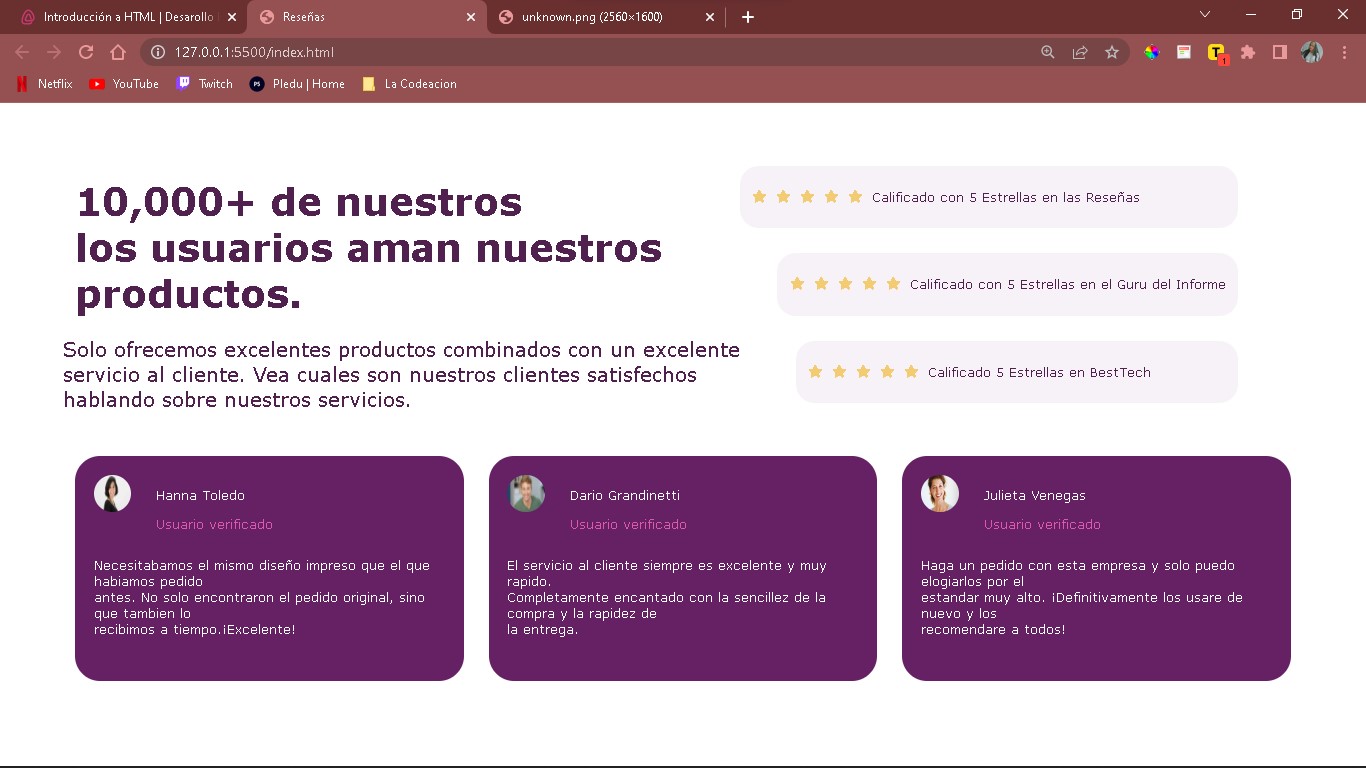 Introducción a HTML | Desarollo
Reseñas
unknown.png (2560×1600)
127.0.0.1:5500/index.html
T
1
Netflix
YouTube
Twitch
Pledu | Home
La Codeacion
10,000+ de nuestros
los usuarios aman nuestros
productos.
Solo ofrecemos excelentes productos combinados con un excelente
servicio al cliente. Vea cuales son nuestros clientes satisfechos
hablando sobre nuestros servicios.
Calificado con 5 Estrellas en las Reseñas
Calificado con 5 Estrellas en el Guru del Informe
Calificado 5 Estrellas en BestTech
Hanna Toledo
Usuario verificado
Necesitabamos el mismo diseño impreso que el que
habiamos pedido
antes. No solo encontraron el pedido original, sino
que tambien lo
recibimos a tiempo.¡Excelente!
Dario Grandinetti
Usuario verificado
El servicio al cliente siempre es excelente y muy
rapido.
Completamente encantado con la sencillez de la
compra y la rapidez de
la entrega.
Julieta Venegas
Usuario verificado
Haga un pedido con esta empresa y solo puedo
elogiarlos por el
estandar muy alto. ¡Definitivamente los usare de
nuevo y los
recomendare a todos!